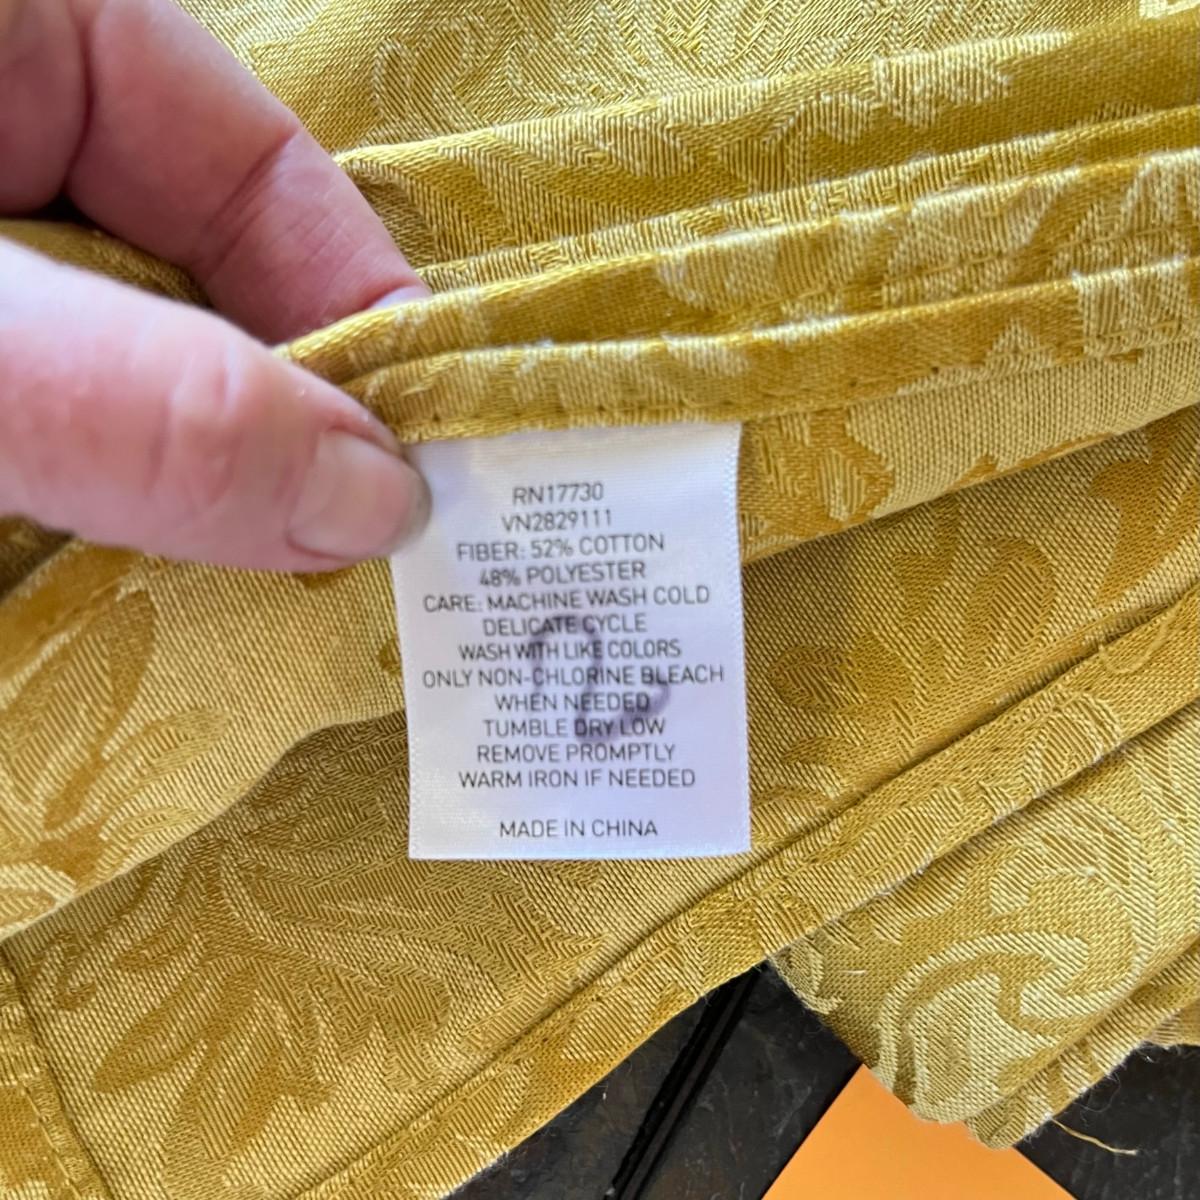 RN17730
VN2829111
FIBER: 52% COTTON
48% POLYESTER
CARE: MACHINE WASH COLD
DELICATE CYCLE
WASH WITH LIKE COLORS
ONLY NON-CHLORINE BLEACH
WHEN NEEDED
TUMBLE DRY LOW
REMOVE PROMPTLY
WARM IRON IF NEEDED
MADE IN CHINA